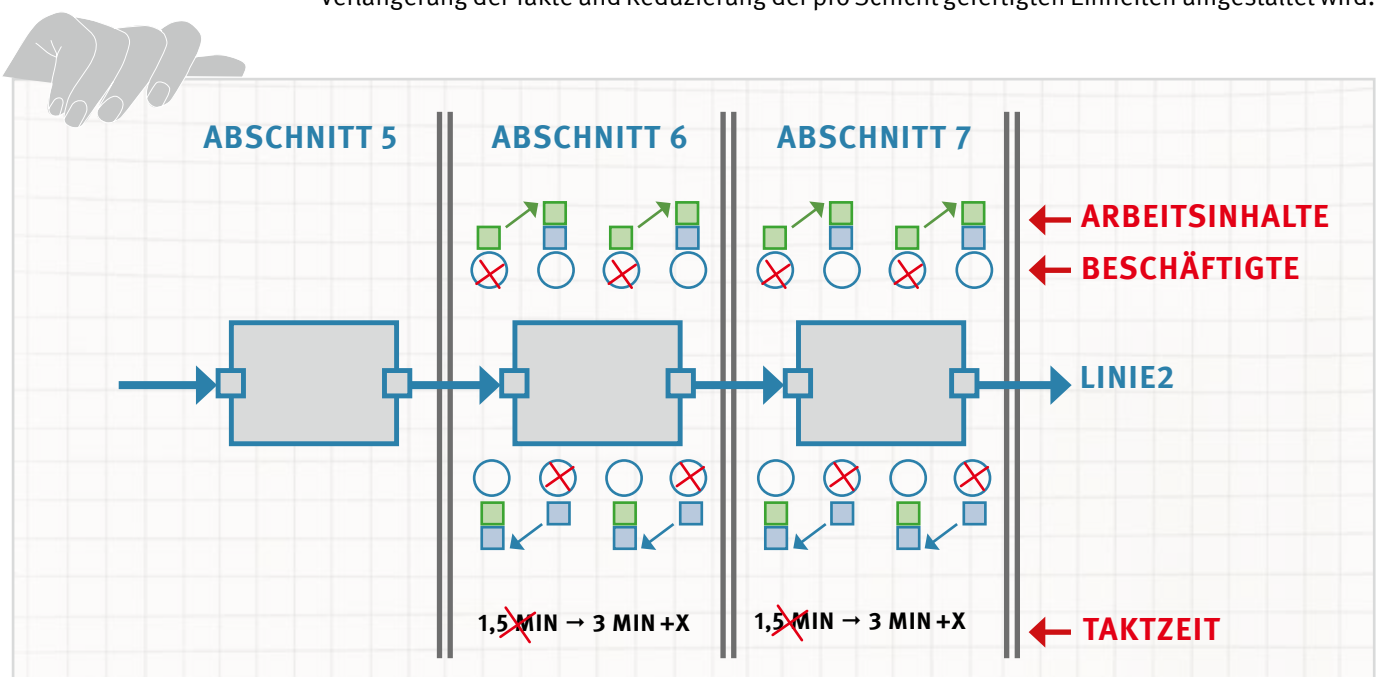 Verlängerung der Takte und Reduzierung der pro Schicht gefertigten Einheiten umgestaltet wird.
ABSCHNITT 5 ABSCHNITT 6 ABSCHNITT 7
ARBEITSINHALTE
BESCHÄFTIGTE
LINIE2
1,5 MIN → 3 MIN +X 1,5 MIN → 3 MIN +X
TAKTZEIT